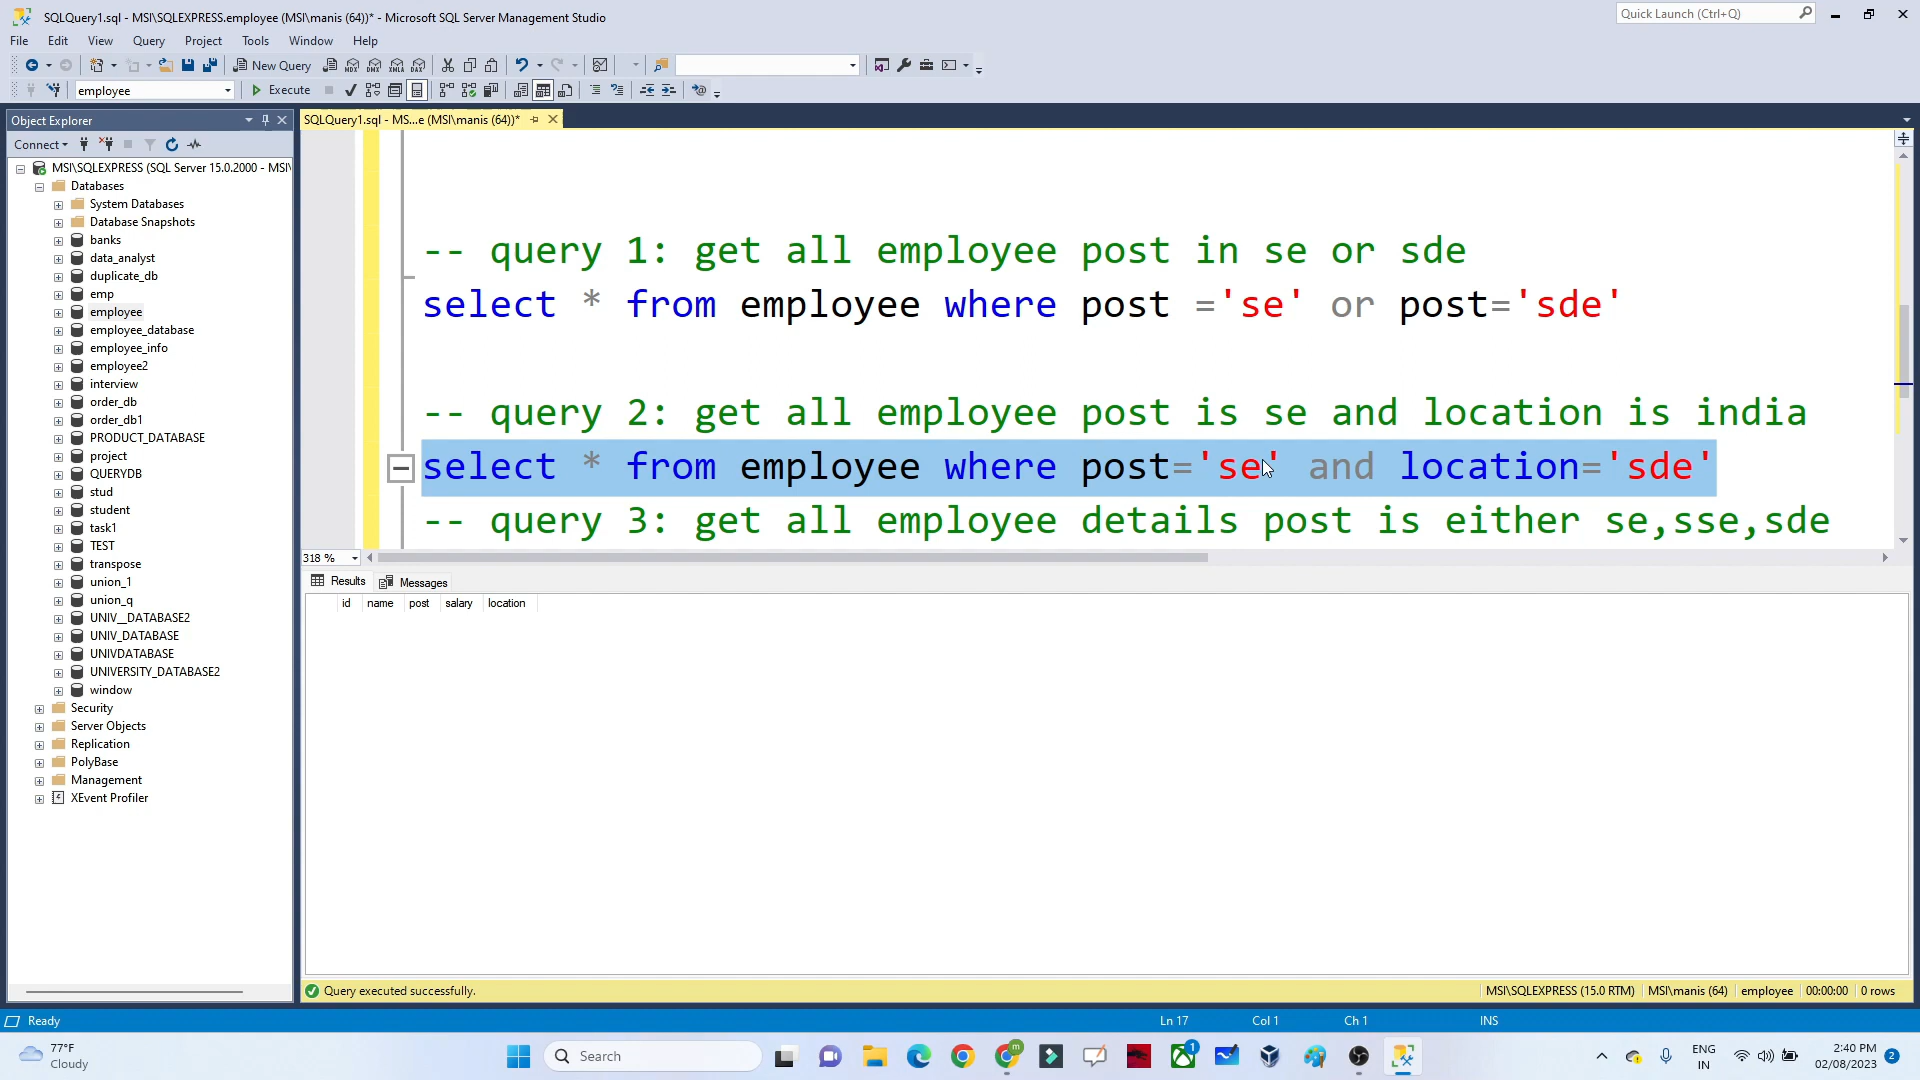 SQLQuery1.sql - MSI\SQLEXPRESS.employee (MSI\manis (64))* - Microsoft SQL Server Management Studio
Quick Launch (Ctrl+Q)
File Edit View Query Project Tools Window Help
New Query
MDX DMX XMLA DAX
employee
Execute
Object Explorer
SQLQuery1.sql - MS...e (MSI\manis (64))*
Connect
MSI\SQLEXPRESS (SQL Server 15.0.2000 - MSI\
Databases
System Databases
Database Snapshots
banks
data_analyst
duplicate_db
emp
employee
employee_database
employee_info
employee2
interview
order_db
order_db1
PRODUCT_DATABASE
project
QUERYDB
stud
student
task1
TEST
transpose
union_1
union_q
UNIV__DATABASE2
UNIV_DATABASE
UNIVDATABASE
UNIVERSITY_DATABASE2
window
Security
Server Objects
Replication
PolyBase
Management
XEvent Profiler
-- query 1: get all employee post in se or sde
select * from employee where post ='se' or post='sde'
-- query 2: get all employee post is se and location is india
select * from employee where post='se' and location='sde'
-- query 3: get all employee details post is either se,sse,sde
318 %
Results Messages
id name post salary location
Query executed successfully.
MSI\SQLEXPRESS (15.0 RTM) MSI\manis (64) employee 00:00:00 0 rows
Ready
Ln 17 Col 1 Ch 1 INS
77°F
Cloudy
Search
m
1
ENG
IN
2:40 PM
02/08/2023
2